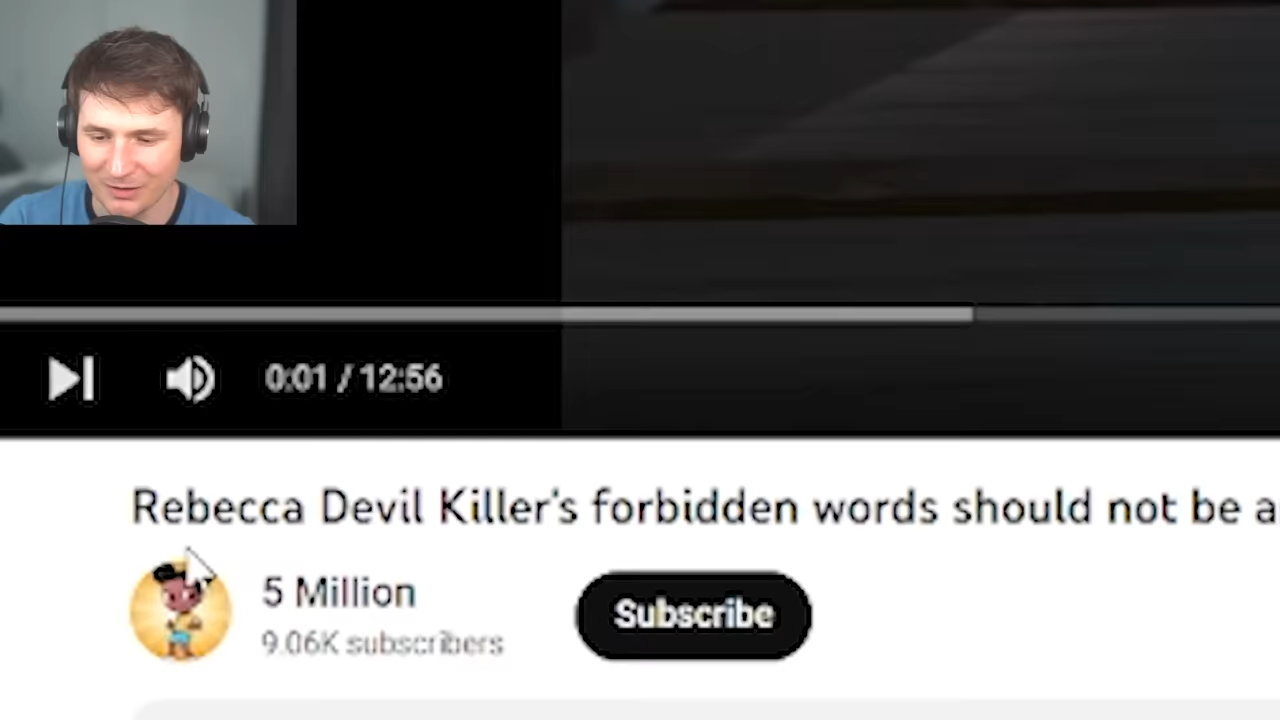 0:01 / 12:56
Rebecca Devil Killer's forbidden words should not be a
5 Million
Subscribe
9.06K subscribers